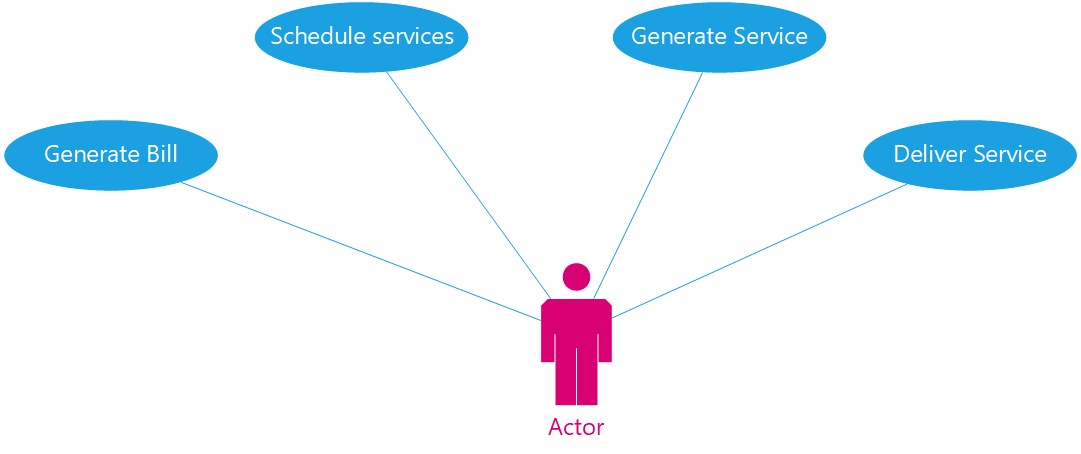 Schedule services
Generate Service
Generate Bill
Deliver Service
Actor